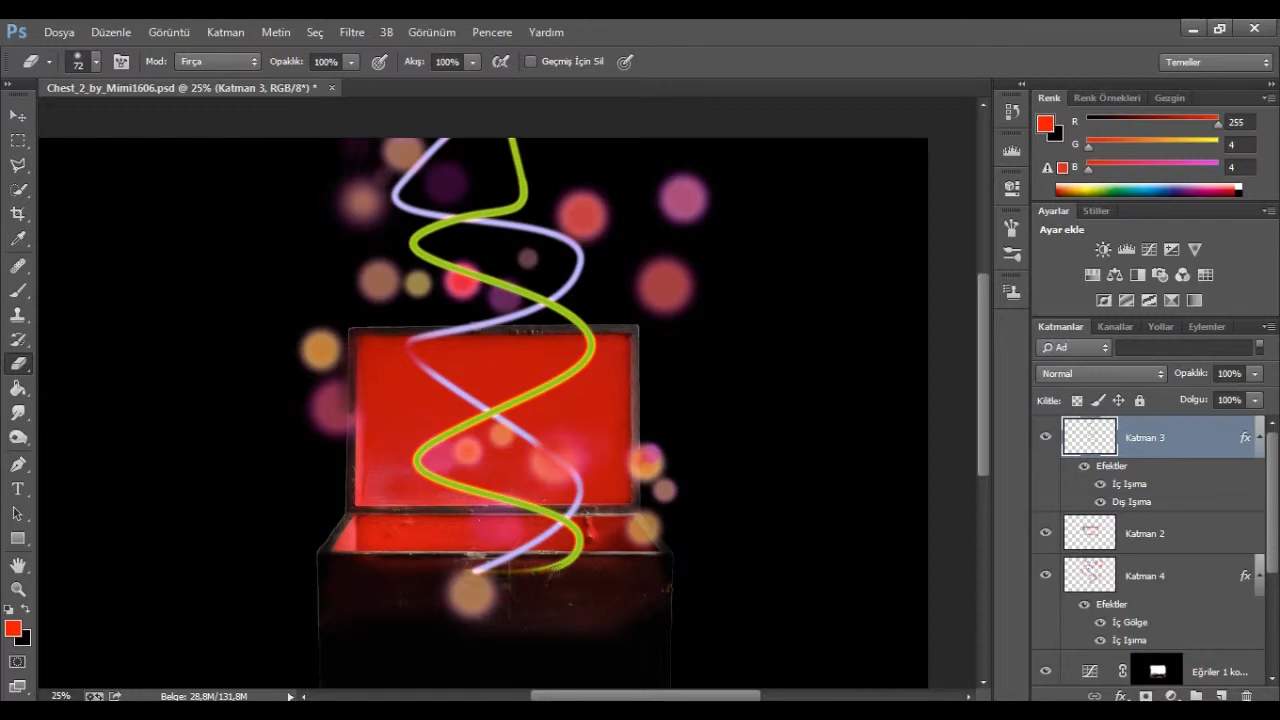 Ps Dosya Düzenle Görüntü Katman Metin Seç Filtre 3B Görünüm Pencere Yardım
72 Mod: Fırça Opaklık: 100% Akış: 100% Geçmiş İçin Sil Temeller
Chest_2_by_Mimi1606.psd @ 25% (Katman 3, RGB/8*) * ×
Renk Renk Örnekleri Gezgin
R 255
G 4
B 4
Ayarlar Stiller
Ayar ekle
Katmanlar Kanallar Yollar Eylemler
Ad
Normal Opaklık: 100%
Kilitle: Dolgu: 100%
Katman 3 fx
Efektler
İç Işıma
Dış Işıma
Katman 2
Katman 4 fx
Efektler
İç Gölge
İç Işıma
Eğriler 1 ko...
25% Belge: 28,8M/131,8M